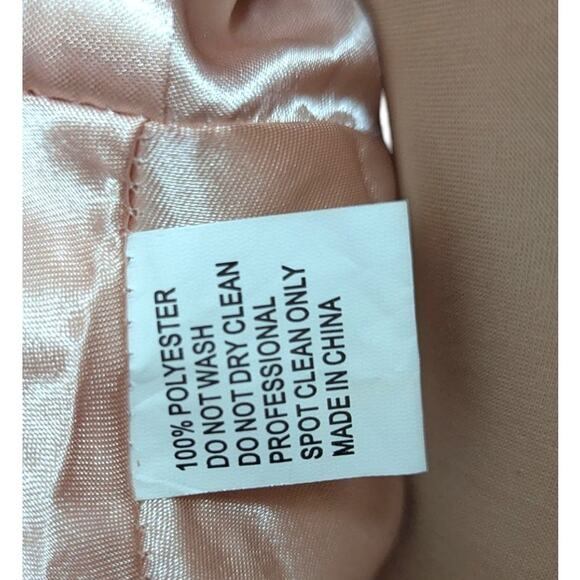 100% POLYESTER
DO NOT WASH
DO NOT DRY CLEAN
PROFESSIONAL
SPOT CLEAN ONLY
MADE IN CHINA